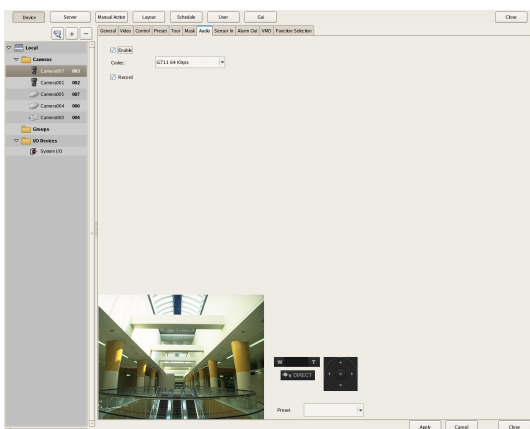 Device Server Manual Action Layout Schedule User Gui Close
General Video Control Preset Tour Mask Audio Sensor In Alarm Out VMD Function Selection
Local
Cameras
Camera007 003
Camera001 002
Camera005 007
Camera004 006
Camera003 004
Groups
I/O Devices
System I/O
Enable
Codec: G711 64 Kbps
Record
W T
DIRECT
Preset
Apply Cancel Close